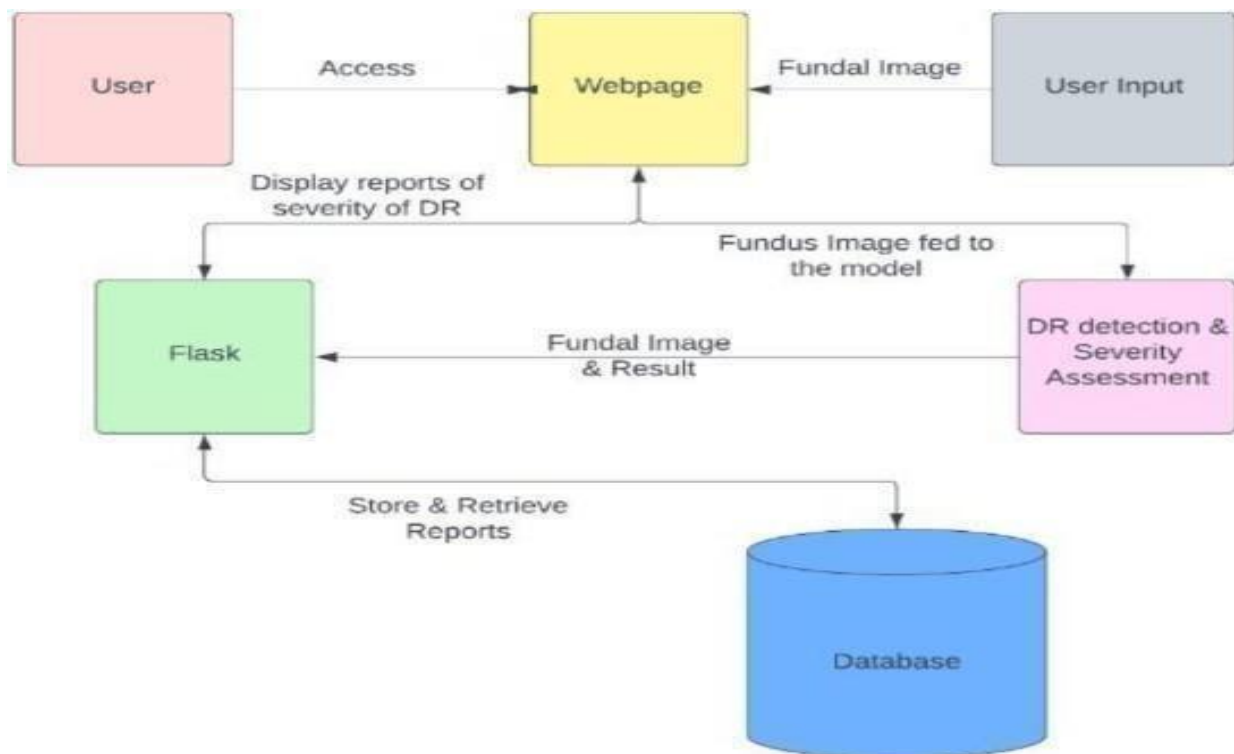 User
Access
Webpage
Fundal Image
User Input
Display reports of
severity of DR
Fundus Image fed to
the model
Flask
Fundal Image
& Result
DR detection &
Severity
Assessment
Store & Retrieve
Reports
Database